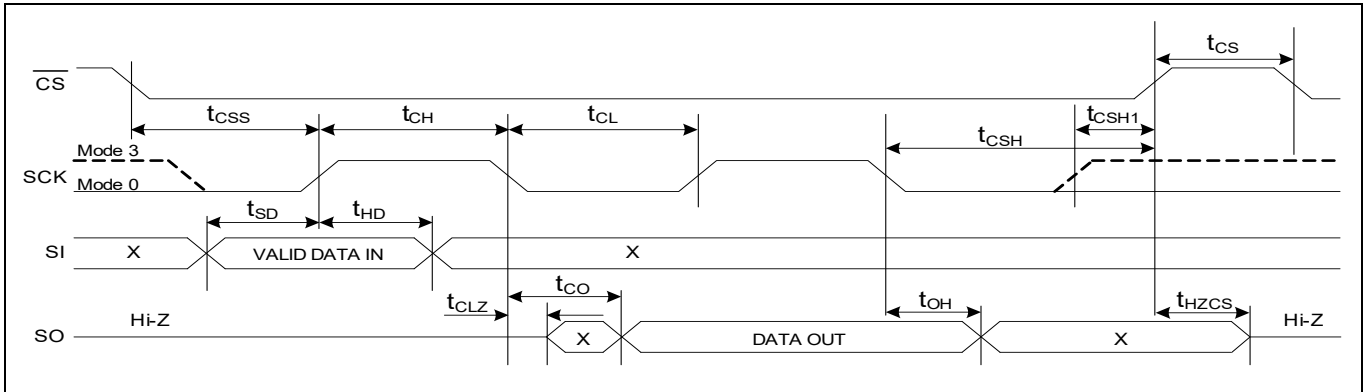 tCS
CS
tCSS
tCH
tCL
tCSH
tCSH1
Mode 3
SCK
Mode 0
tSD
tHD
SI
X
VALID DATA IN
X
tCLZ
tCO
tOH
tHZCS
SO
Hi-Z
X
DATA OUT
X
Hi-Z